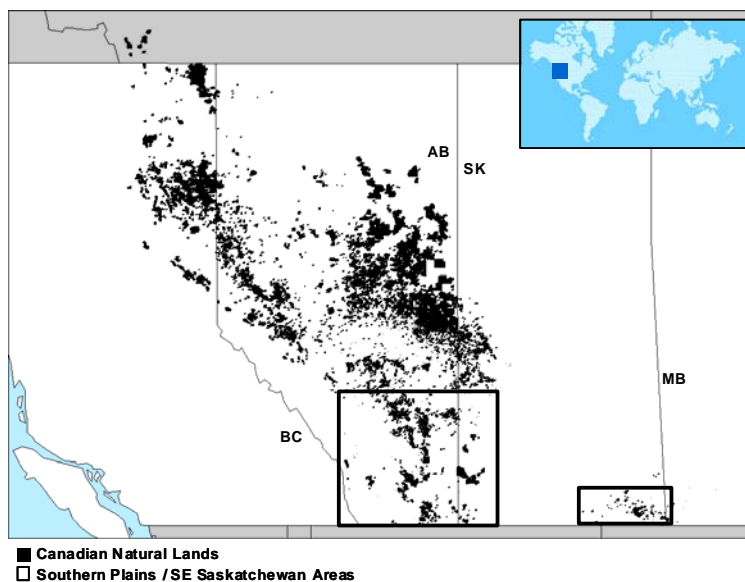 AB
SK
MB
BC
Canadian Natural Lands
Southern Plains / SE Saskatchewan Areas